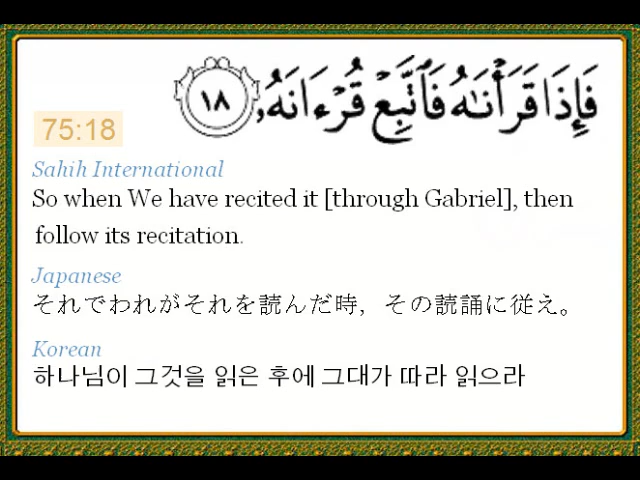 فَإِذَا قَرَأْنَـٰهُ فَٱتَّبِعْ قُرْءَانَهُۥ ١٨
75:18
Sahih International
So when We have recited it [through Gabriel], then
follow its recitation.
Japanese
それでわれがそれを読んだ時，その読誦に従え。
Korean
하나님이 그것을 읽은 후에 그대가 따라 읽으라